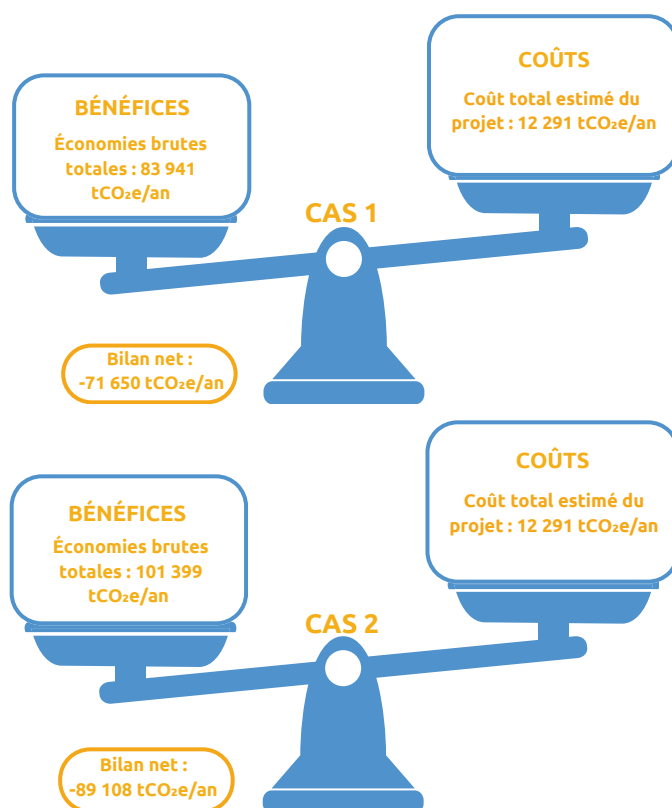 COÛTS
Coût total estimé du
projet : 12 291 tCO₂e/an
BÉNÉFICES
Économies brutes
totales : 83 941
tCO₂e/an
CAS 1
Bilan net :
-71 650 tCO₂e/an
COÛTS
Coût total estimé du
projet : 12 291 tCO₂e/an
BÉNÉFICES
Économies brutes
totales : 101 399
tCO₂e/an
CAS 2
Bilan net :
-89 108 tCO₂e/an